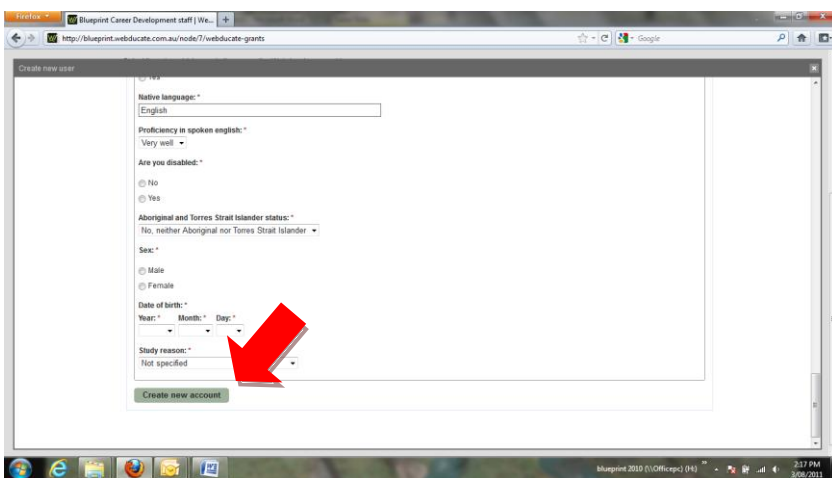 Firefox
Blueprint Career Development staff | We...
http://blueprint.webducate.com.au/node/7/webducate-grants
Google
Create new user
Yes
Native language: *
English
Proficiency in spoken english: *
Very well
Are you disabled: *
No
Yes
Aboriginal and Torres Strait Islander status: *
No, neither Aboriginal nor Torres Strait Islander
Sex: *
Male
Female
Date of birth: *
Year: * Month: * Day: *
Study reason: *
Not specified
Create new account
blueprint 2010 (\\Officepc) (H:)
2:17 PM
3/08/2011